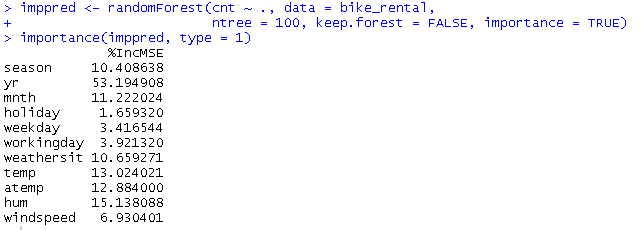 > imppred <- randomForest(cnt ~ ., data = bike_rental,
+                         ntree = 100, keep.forest = FALSE, importance = TRUE)
> importance(imppred, type = 1)
             %IncMSE
season     10.408638
yr         53.194908
mnth       11.222024
holiday     1.659320
weekday     3.416544
workingday  3.921320
weathersit 10.659271
temp       13.024021
atemp      12.884000
hum        15.138088
windspeed   6.930401